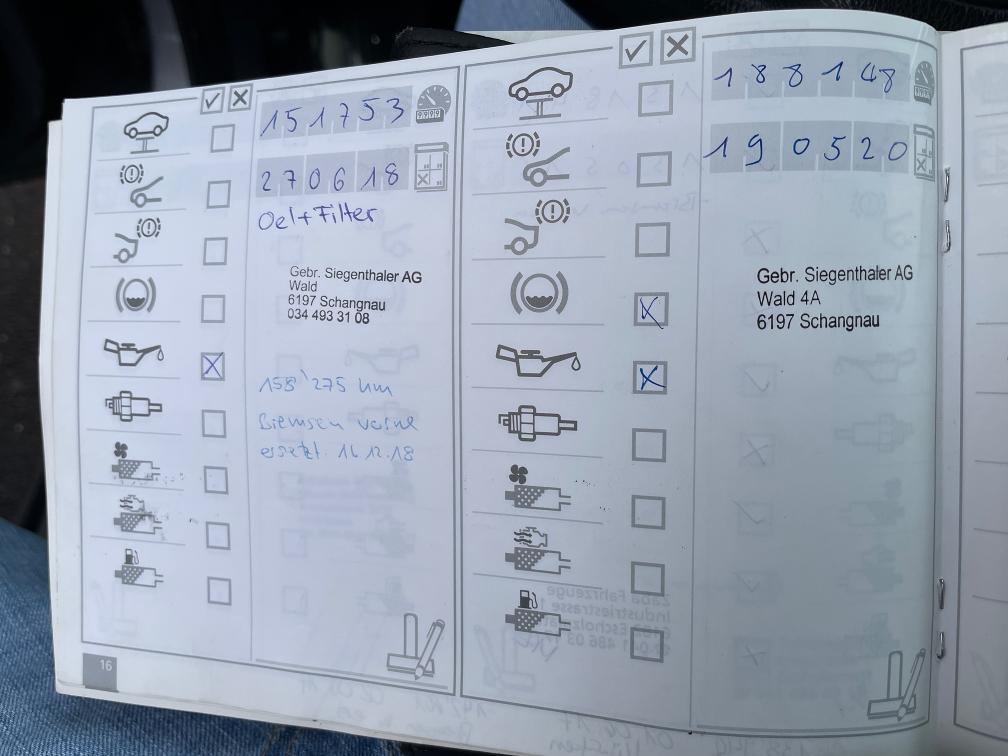 151753
270618
Oel + Filter
Gebr. Siegenthaler AG
Wald
6197 Schangnau
034 493 31 08
158'275 km
Bremsen vorne
ersetzt 14.12.18
16
188148
190520
Gebr. Siegenthaler AG
Wald 4A
6197 Schangnau